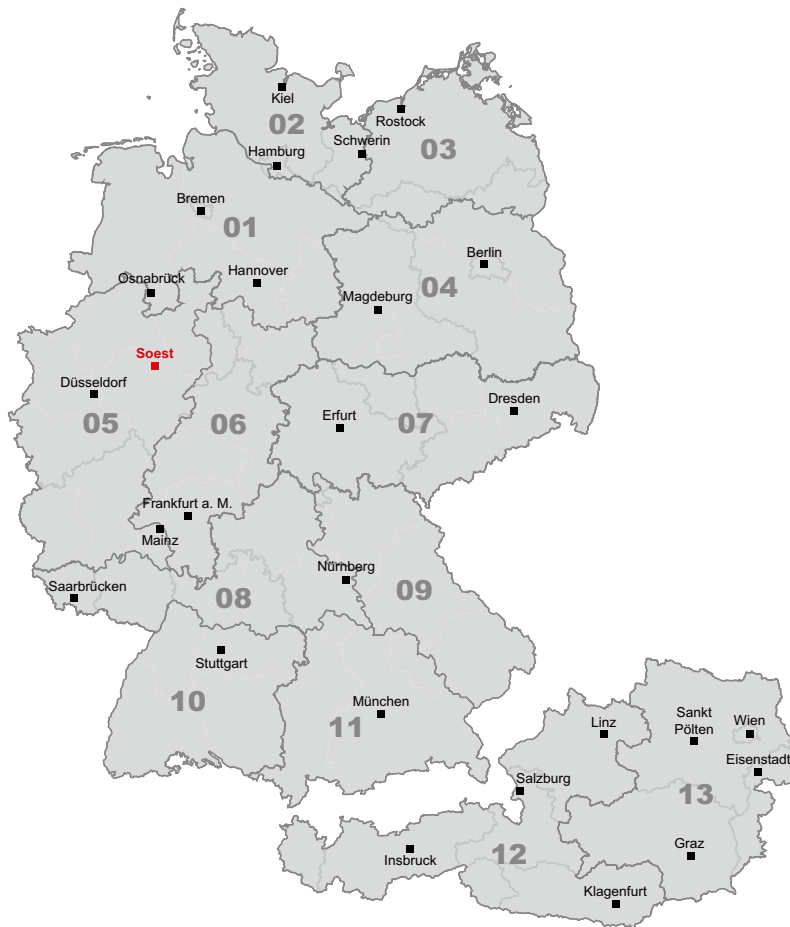 Kiel
02
Rostock
Schwerin
03
Hamburg
Bremen
01
Berlin
Hannover
Osnabrück
04
Magdeburg
Soest
Düsseldorf
05
06
Erfurt
07
Dresden
Frankfurt a. M.
Mainz
Nürnberg
Saarbrücken
08
09
Stuttgart
10
München
11
Linz
Sankt
Pölten
Wien
Eisenstadt
Salzburg
13
Graz
Insbruck
12
Klagenfurt